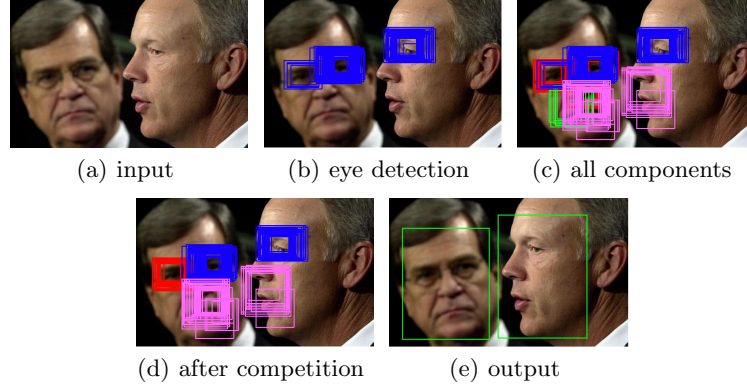 (a) input
(b) eye detection
(c) all components
(d) after competition
(e) output